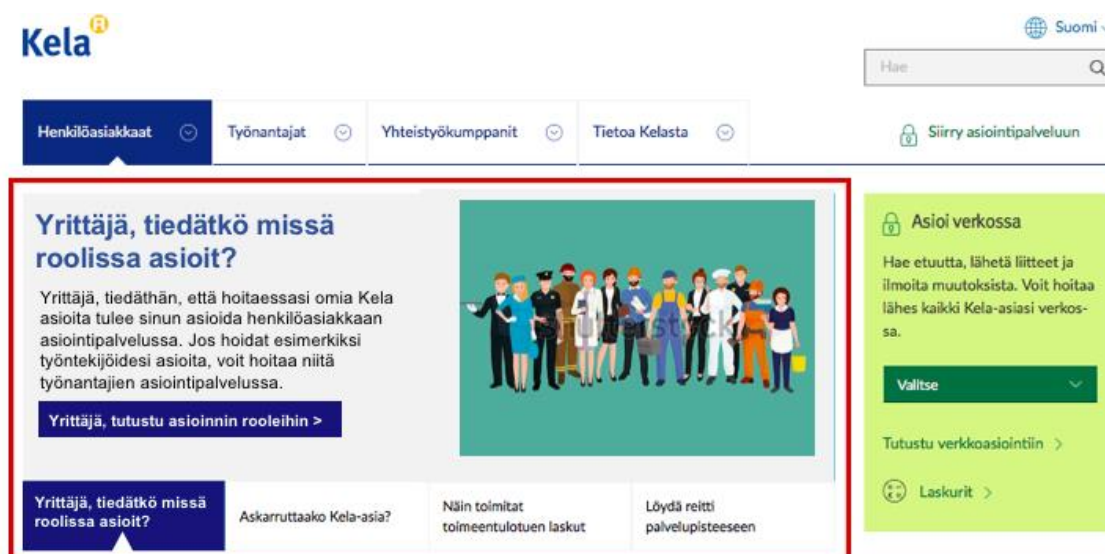 Kela
Suomi
Hae
Henkilöasiakkaat
Työnantajat
Yhteistyökumppanit
Tietoa Kelasta
Siirry asiointipalveluun
Yrittäjä, tiedätkö missä
roolissa asioit?
Yrittäjä, tiedäthän, että hoitaessasi omia Kela
asioita tulee sinun asioida henkilöasiakkaan
asiointipalvelussa. Jos hoidat esimerkiksi
työntekijöidesi asioita, voit hoitaa niitä
työnantajien asiointipalvelussa.
Yrittäjä, tutustu asioinnin rooleihin >
shutterstock
Yrittäjä, tiedätkö missä
roolissa asioit?
Askarruttaako Kela-asia?
Näin toimitat
toimeentulotuen laskut
Löydä reitti
palvelupisteeseen
Asioi verkossa
Hae etuutta, lähetä liitteet ja
ilmoita muutoksista. Voit hoitaa
lähes kaikki Kela-asiasi verkos-
sa.
Valitse
Tutustu verkkoasiointiin >
Laskurit >